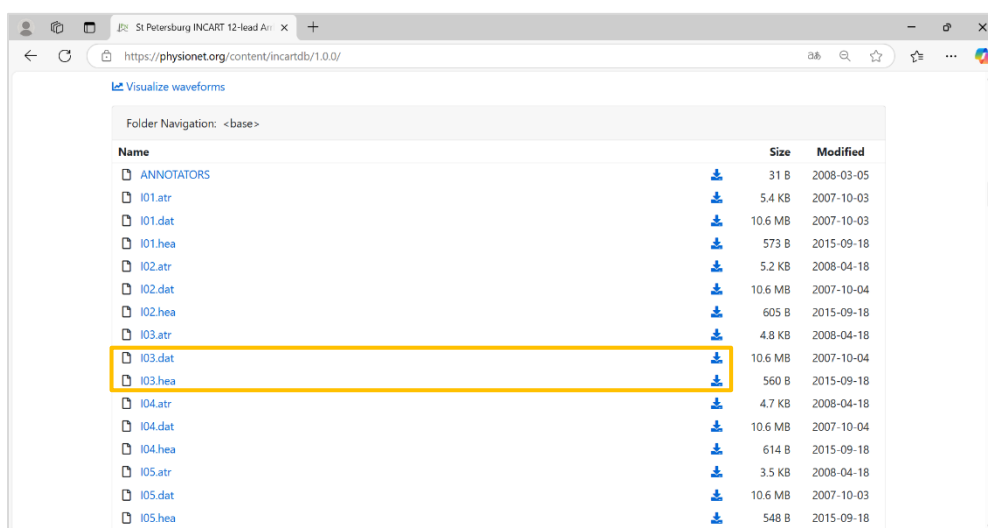 St Petersburg INCART 12-lead Arr
https://physionet.org/content/incartdb/1.0.0/
Visualize waveforms
Folder Navigation: <base>
Name Size Modified
ANNOTATORS 31 B 2008-03-05
I01.atr 5.4 KB 2007-10-03
I01.dat 10.6 MB 2007-10-03
I01.hea 573 B 2015-09-18
I02.atr 5.2 KB 2008-04-18
I02.dat 10.6 MB 2007-10-04
I02.hea 605 B 2015-09-18
I03.atr 4.8 KB 2008-04-18
I03.dat 10.6 MB 2007-10-04
I03.hea 560 B 2015-09-18
I04.atr 4.7 KB 2008-04-18
I04.dat 10.6 MB 2007-10-04
I04.hea 614 B 2015-09-18
I05.atr 3.5 KB 2008-04-18
I05.dat 10.6 MB 2007-10-03
I05.hea 548 B 2015-09-18